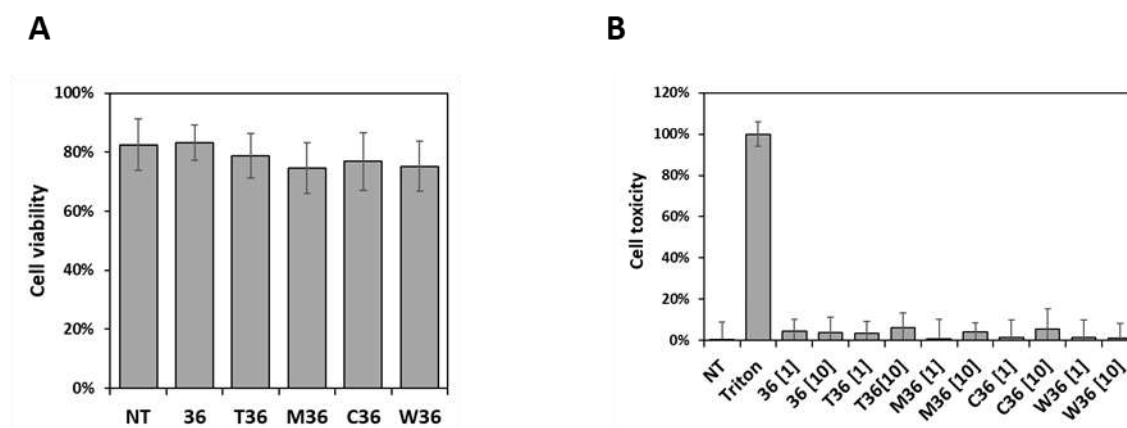 A
B
100%
80%
60%
40%
20%
0%
Cell viability
NT 36 T36 M36 C36 W36
120%
100%
80%
60%
40%
20%
0%
Cell toxicity
NT
Triton
36 [1]
36 [10]
T36 [1]
T36[10]
M36 [1]
M36 [10]
C36 [1]
C36 [10]
W36 [1]
W36 [10]